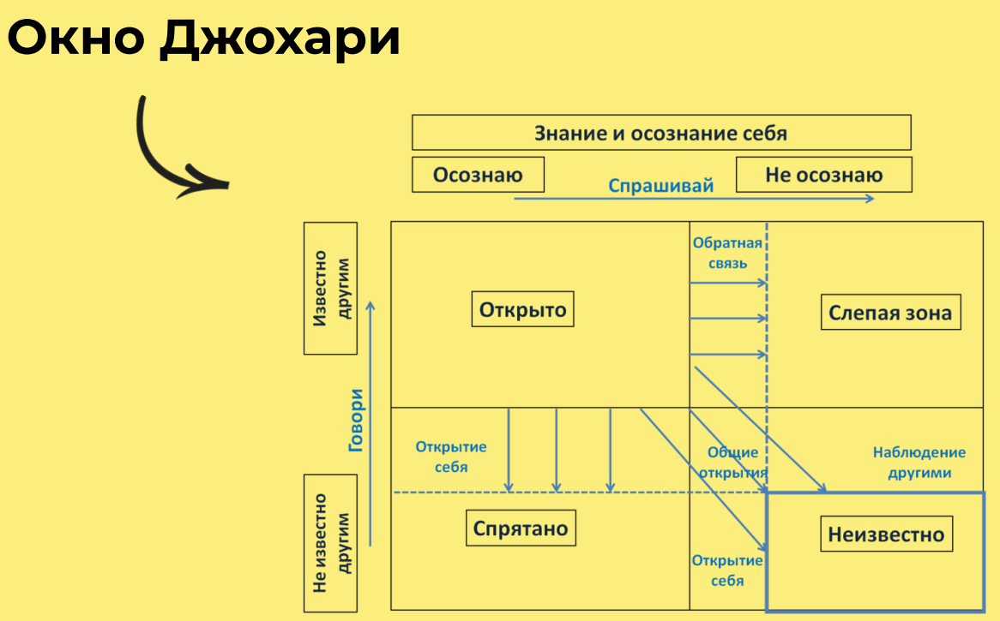 Окно Джохари
Знание и осознание себя
Осознаю
Спрашивай
Не осознаю
Известно
другим
Говори
Не известно
другим
Открыто
Обратная
связь
Слепая зона
Открытие
себя
Общие
открытия
Наблюдение
другими
Спрятано
Неизвестно
Открытие
себя